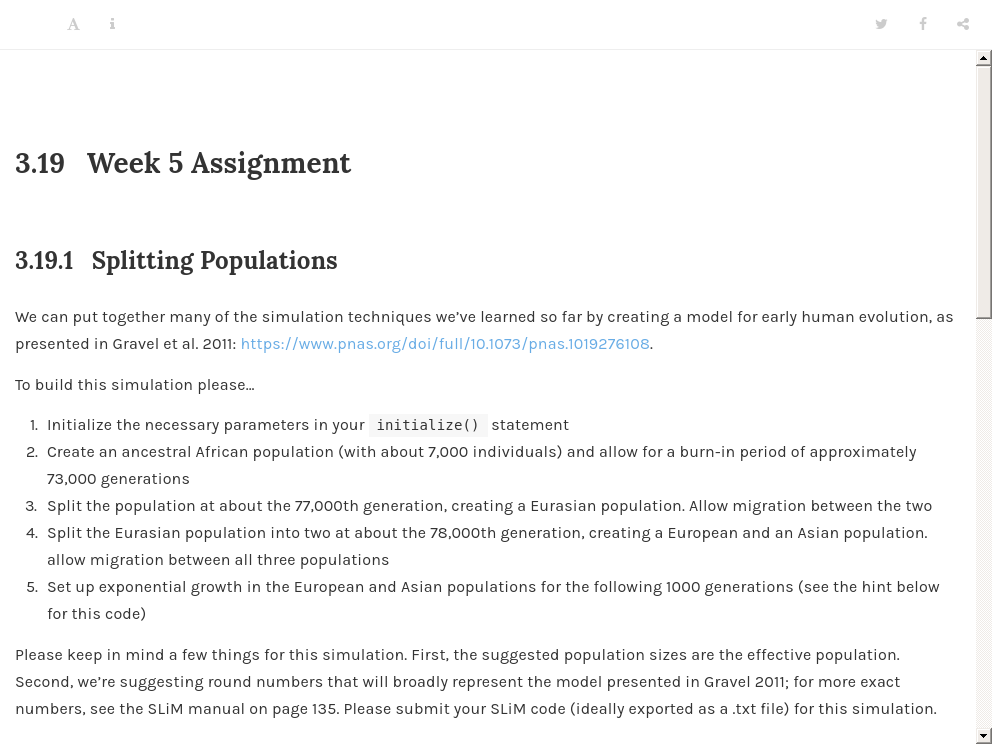 3.19 Week 5 Assignment
3.19.1 Splitting Populations
We can put together many of the simulation techniques we've learned so far by creating a model for early human evolution, as
presented in Gravel et al. 2011: https://www.pnas.org/doi/full/10.1073/pnas.1019276108.
To build this simulation please…
1. Initialize the necessary parameters in your initialize() statement
2. Create an ancestral African population (with about 7,000 individuals) and allow for a burn-in period of approximately
73,000 generations
3. Split the population at about the 77,000th generation, creating a Eurasian population. Allow migration between the two
4. Split the Eurasian population into two at about the 78,000th generation, creating a European and an Asian population.
allow migration between all three populations
5. Set up exponential growth in the European and Asian populations for the following 1000 generations (see the hint below
for this code)
Please keep in mind a few things for this simulation. First, the suggested population sizes are the effective population.
Second, we're suggesting round numbers that will broadly represent the model presented in Gravel 2011; for more exact
numbers, see the SLiM manual on page 135. Please submit your SLiM code (ideally exported as a .txt file) for this simulation.